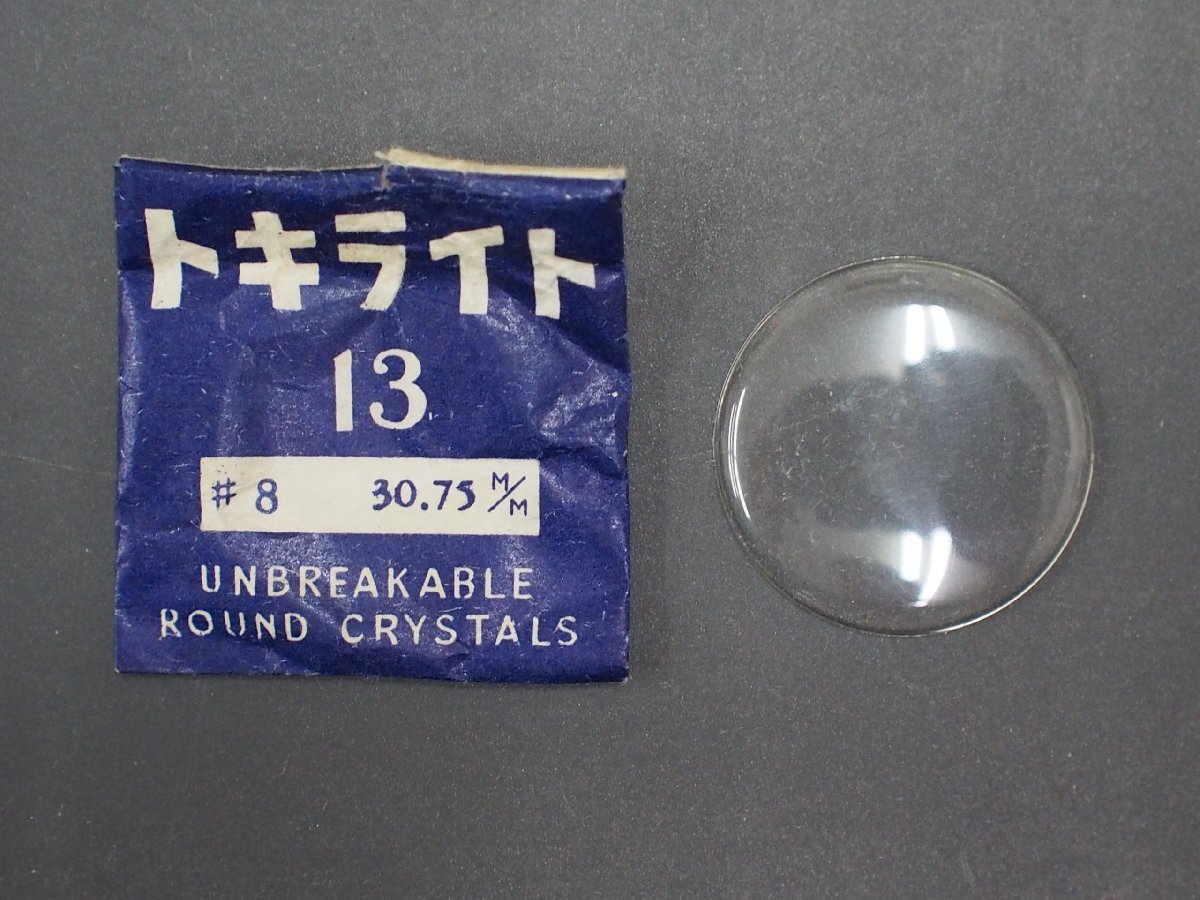 トキライト
13
# 8 30.75 M/M
UNBREAKABLE
ROUND CRYSTALS